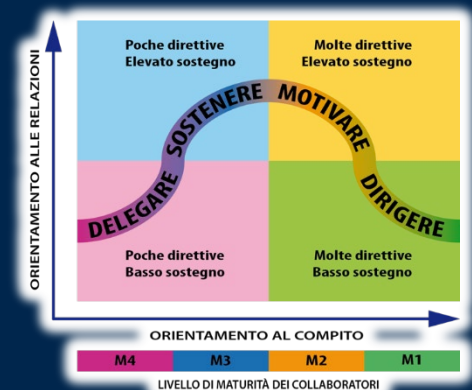 ORIENTAMENTO ALLE RELAZIONI
Poche direttive
Elevato sostegno
Molte direttive
Elevato sostegno
DELEGARE
SOSTENERE
MOTIVARE
DIRIGERE
Poche direttive
Basso sostegno
Molte direttive
Basso sostegno
ORIENTAMENTO AL COMPITO
M4 M3 M2 M1
LIVELLO DI MATURITÀ DEI COLLABORATORI